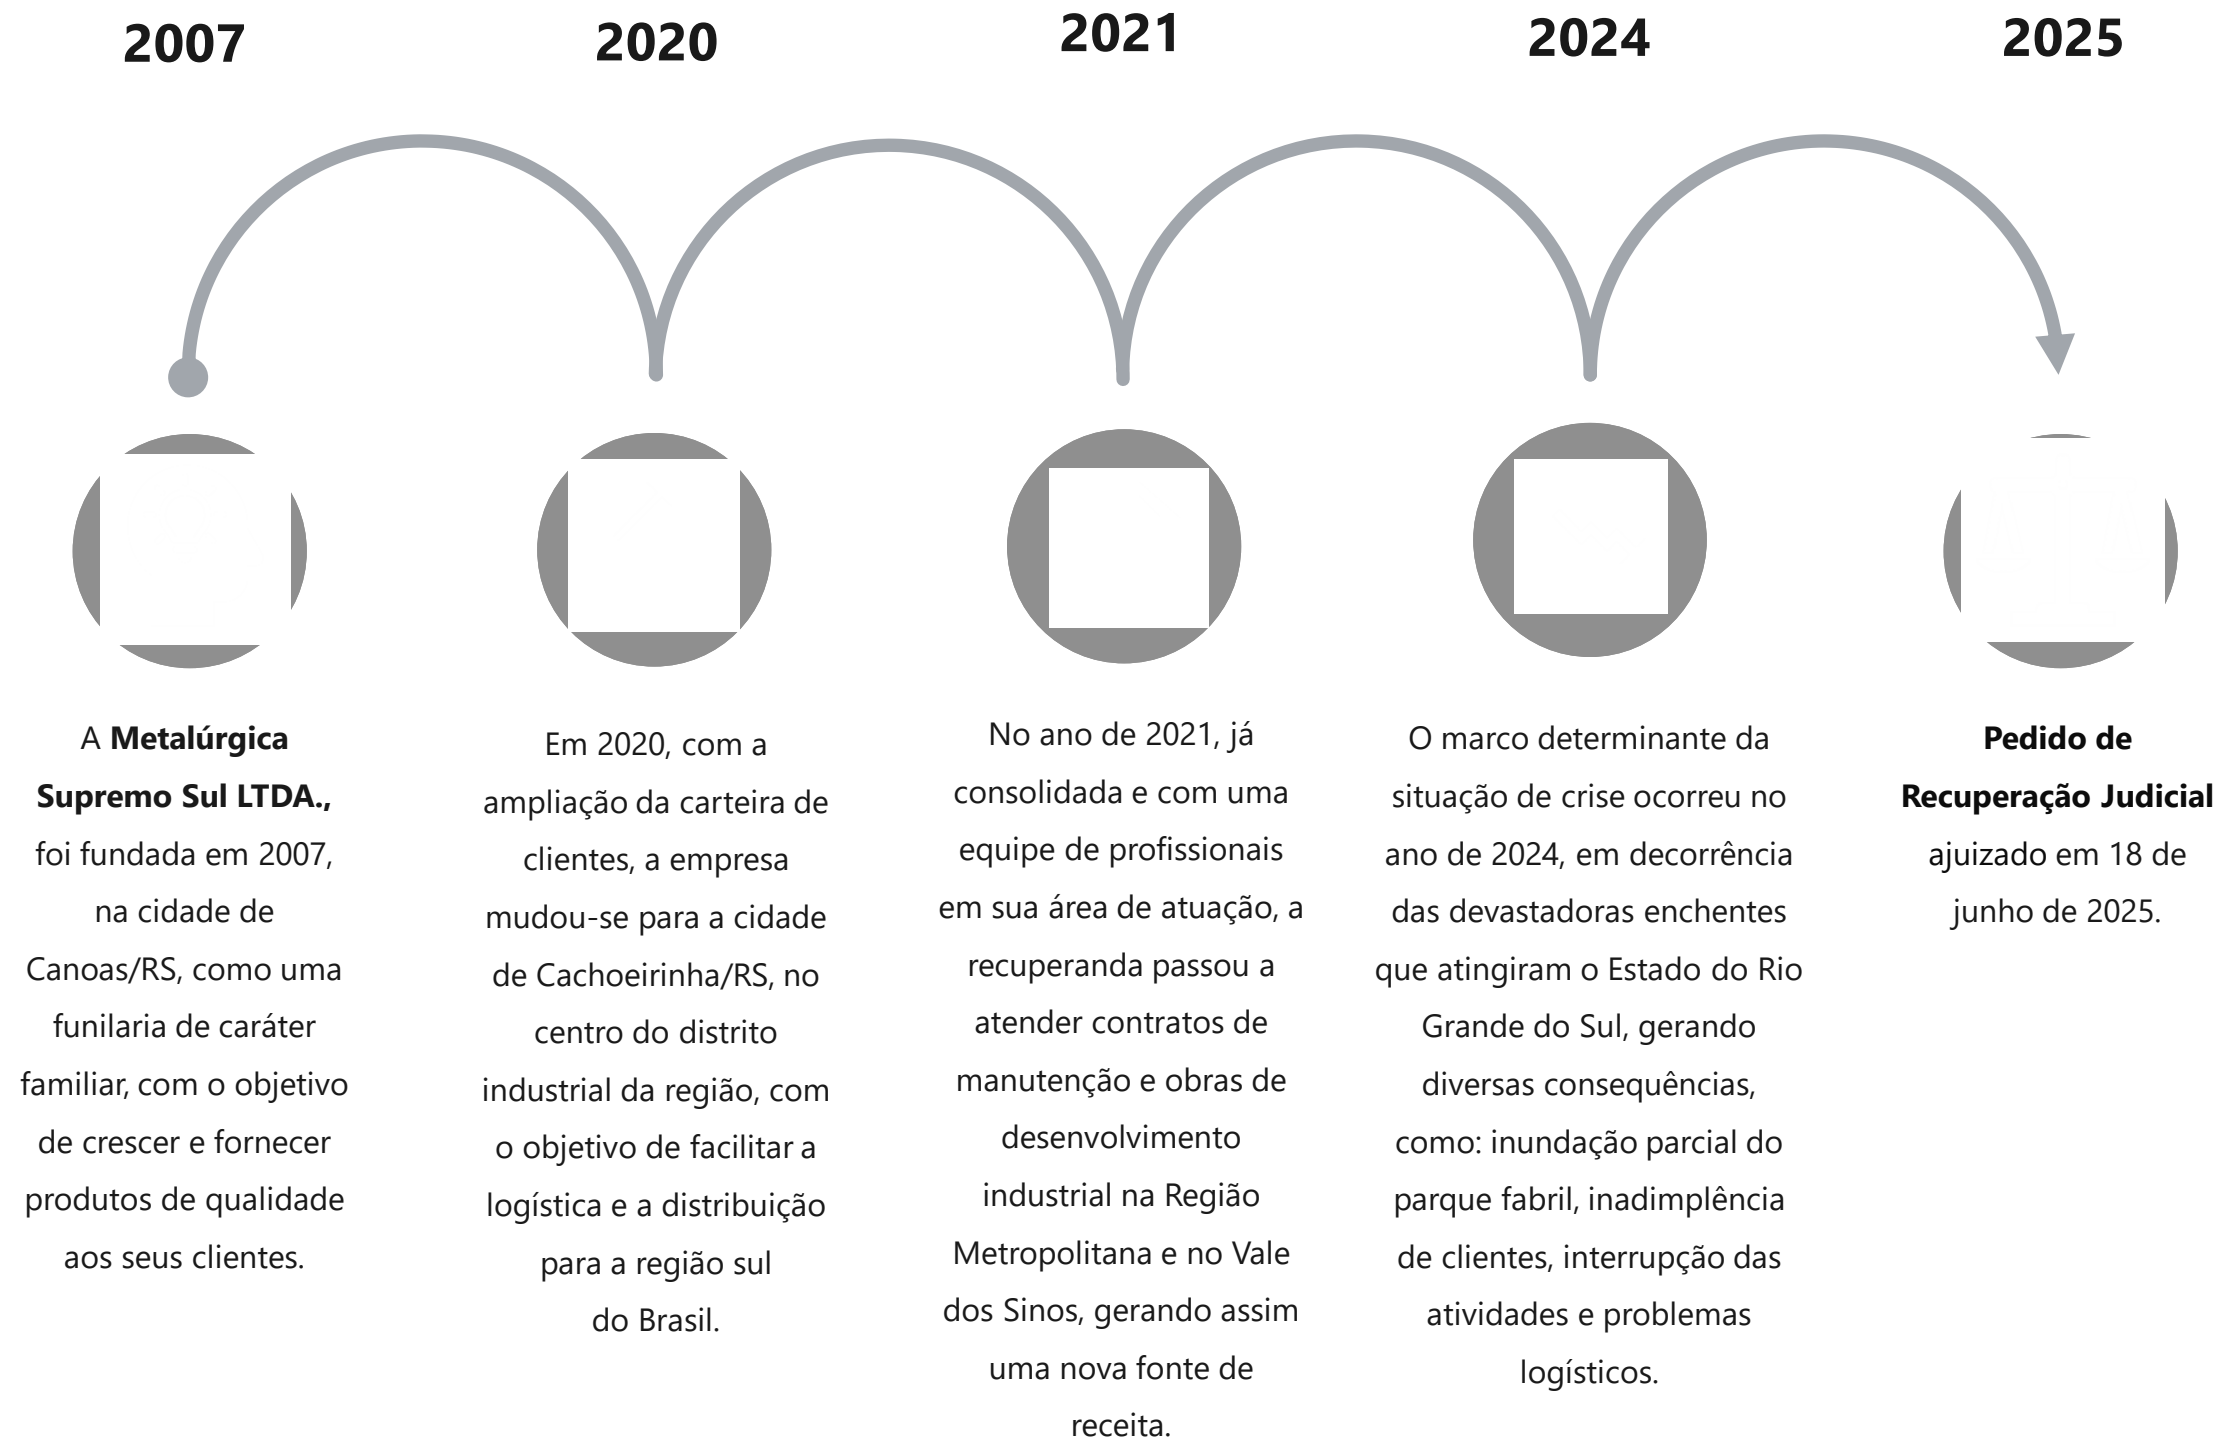 2007
A Metalúrgica
Supremo Sul LTDA.,
foi fundada em 2007,
na cidade de
Canoas/RS, como uma
funilaria de caráter
familiar, com o objetivo
de crescer e fornecer
produtos de qualidade
aos seus clientes.
2020
Em 2020, com a
ampliação da carteira de
clientes, a empresa
mudou-se para a cidade
de Cachoeirinha/RS, no
centro do distrito
industrial da região, com
o objetivo de facilitar a
logística e a distribuição
para a região sul
do Brasil.
2021
No ano de 2021, já
consolidada e com uma
equipe de profissionais
em sua área de atuação, a
recuperanda passou a
atender contratos de
manutenção e obras de
desenvolvimento
industrial na Região
Metropolitana e no Vale
dos Sinos, gerando assim
uma nova fonte de
receita.
2024
O marco determinante da
situação de crise ocorreu no
ano de 2024, em decorrência
das devastadoras enchentes
que atingiram o Estado do Rio
Grande do Sul, gerando
diversas consequências,
como: inundação parcial do
parque fabril, inadimplência
de clientes, interrupção das
atividades e problemas
logísticos.
2025
Pedido de
Recuperação Judicial
ajuizado em 18 de
junho de 2025.